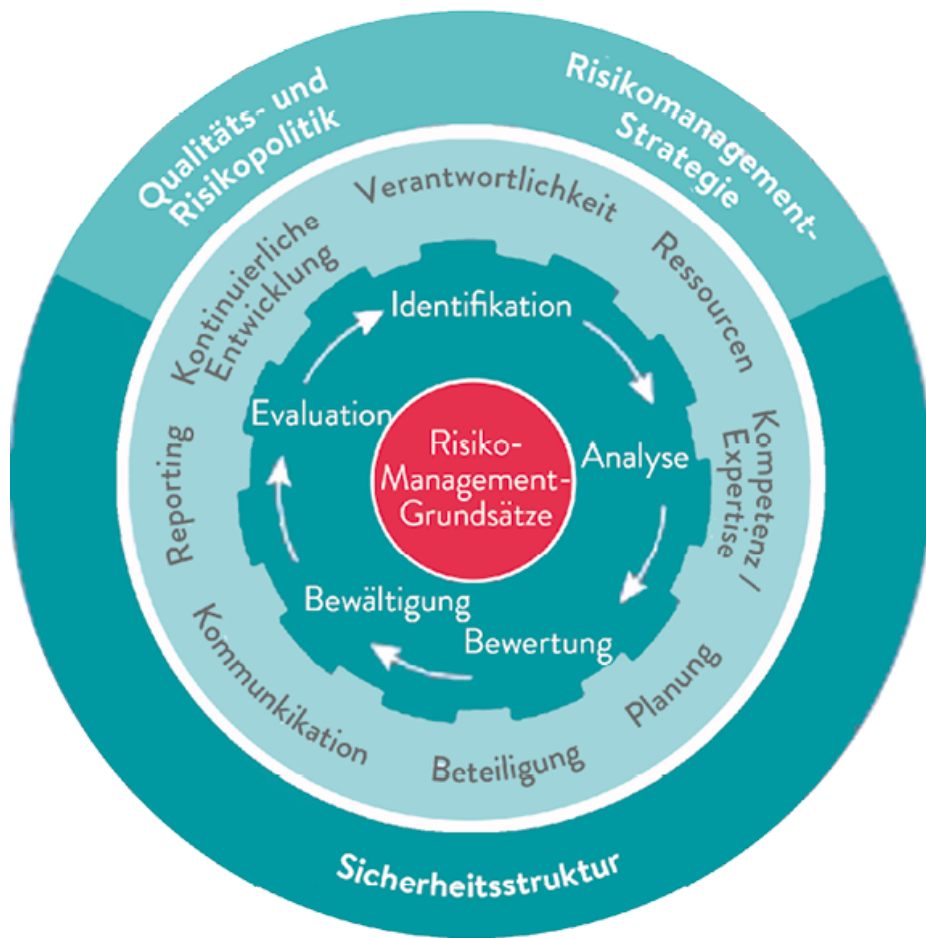 Qualitäts- und
Risikopolitik
Risikomanagement-
Strategie
Verantwortlichkeit
Ressourcen
Kompetenz /
Expertise
Planung
Beteiligung
Kommunkikation
Reporting
Kontinuierliche
Entwicklung
Identifikation
Analyse
Bewertung
Bewältigung
Evaluation
Risiko-
Management-
Grundsätze
Sicherheitsstruktur